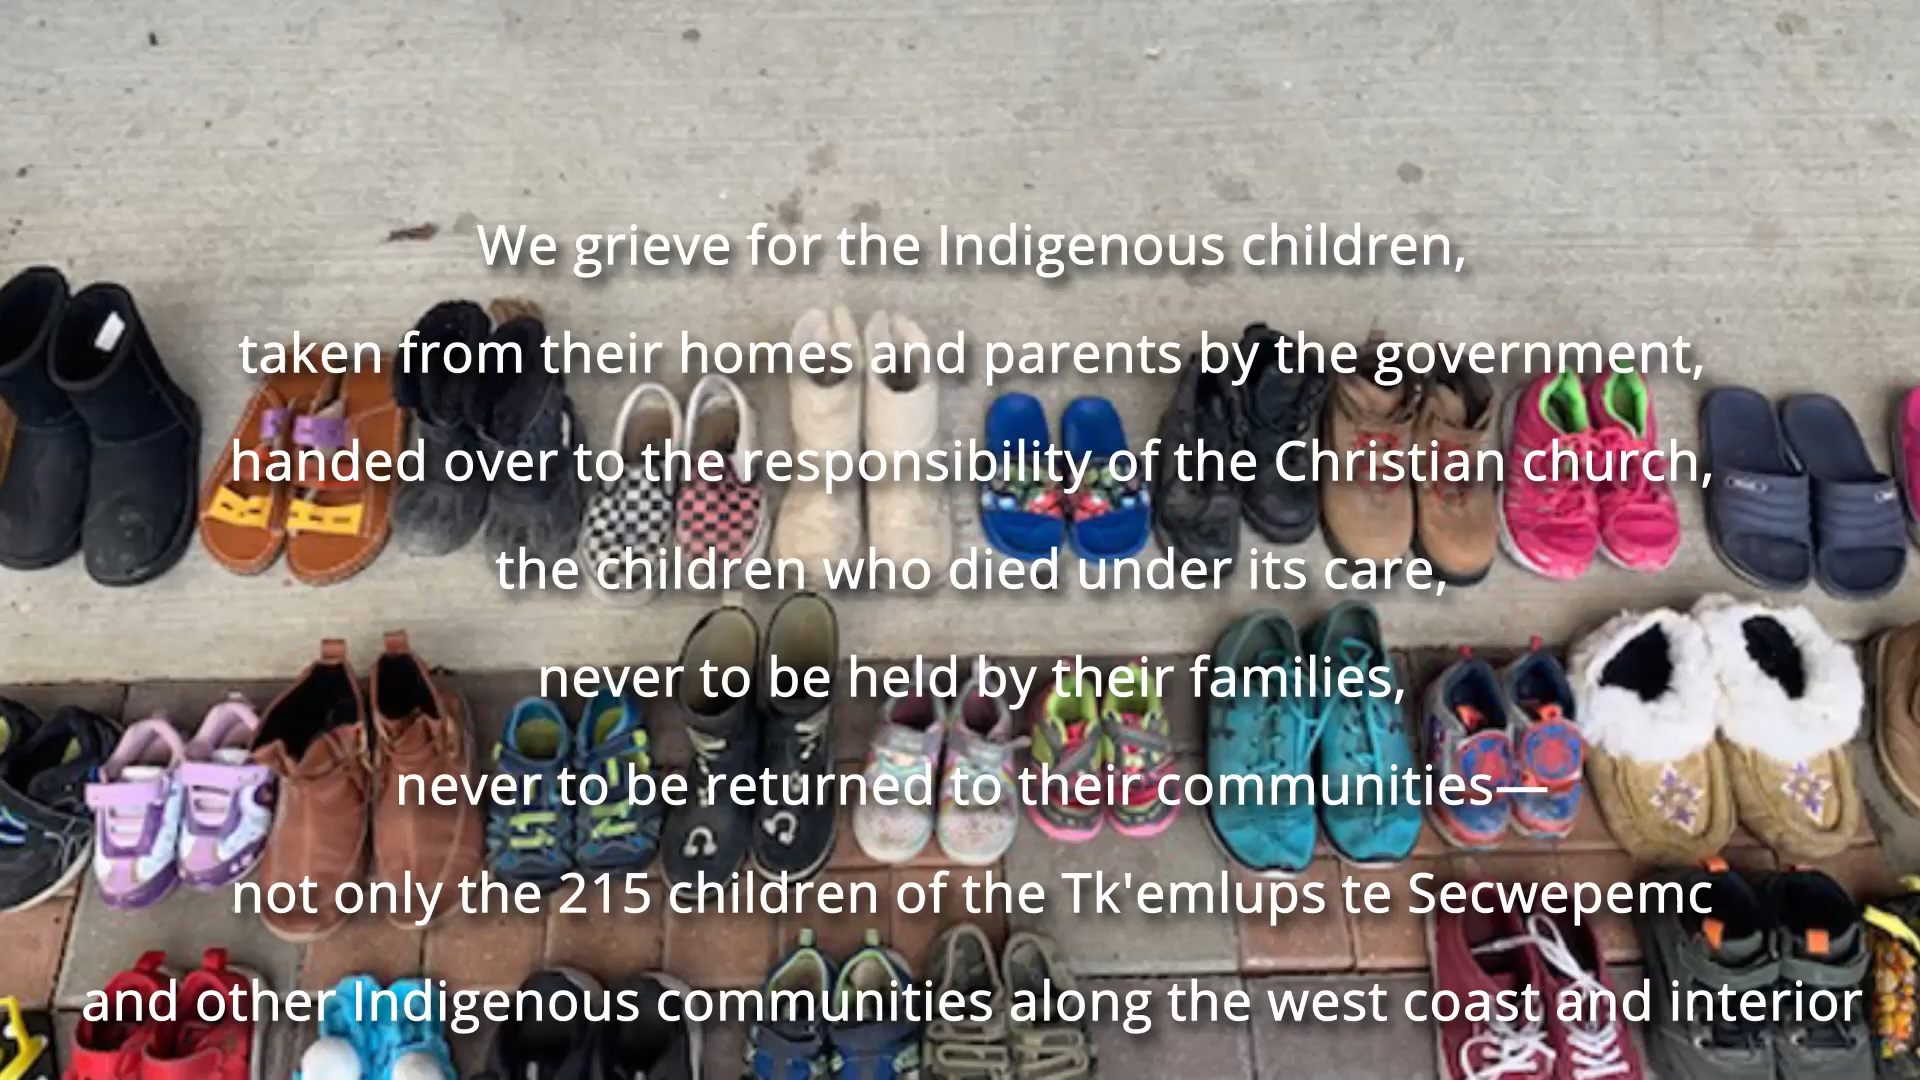 We grieve for the Indigenous children,
taken from their homes and parents by the government,
handed over to the responsibility of the Christian church,
the children who died under its care,
never to be held by their families,
never to be returned to their communities—
not only the 215 children of the Tk'emlups te Secwepemc
and other Indigenous communities along the west coast and interior